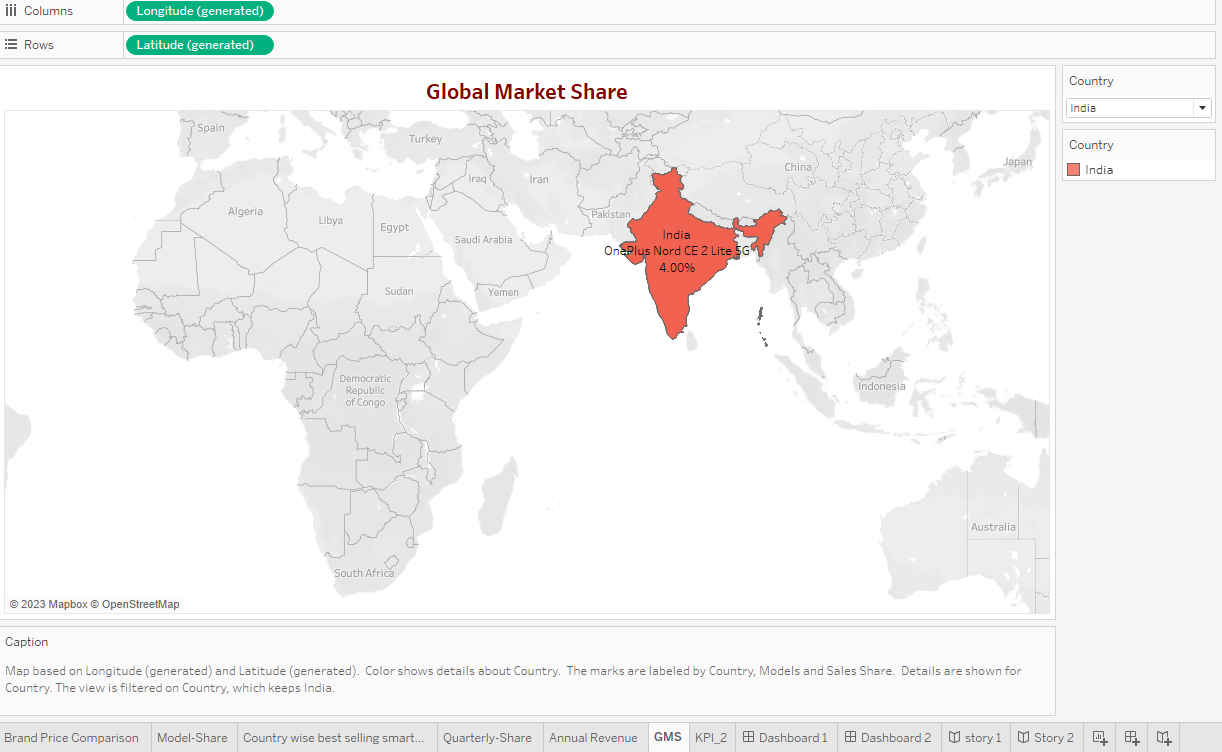 Columns
Longitude (generated)
Rows
Latitude (generated)
Global Market Share
Spain
Turkey
Iraq
Iran
China
Japan
Algeria
Libya
Egypt
Pakistan
Saudi Arabia
India
OnePlus Nord CE 2 Lite 5G
4.00%
Sudan
Yemen
Democratic
Republic
of Congo
Indonesia
Australia
South Africa
© 2023 Mapbox © OpenStreetMap
Country
India
Country
India
Caption
Map based on Longitude (generated) and Latitude (generated). Color shows details about Country. The marks are labeled by Country, Models and Sales Share. Details are shown for
Country. The view is filtered on Country, which keeps India.
Brand Price Comparison
Model-Share
Country wise best selling smart...
Quarterly-Share
Annual Revenue
GMS
KPI_2
Dashboard 1
Dashboard 2
story 1
Story 2